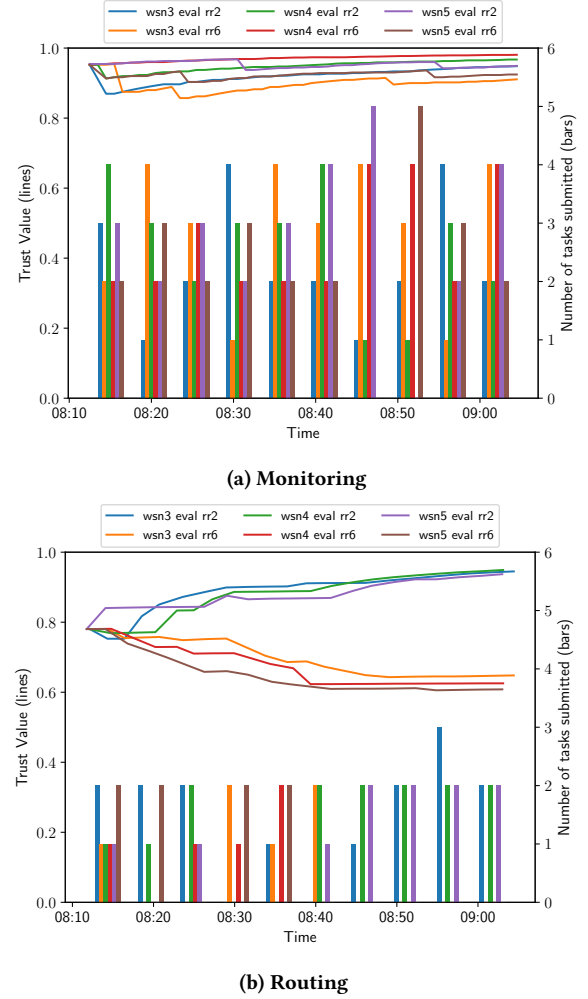 wsn3 eval rr2 wsn4 eval rr2 wsn5 eval rr2
wsn3 eval rr6 wsn4 eval rr6 wsn5 eval rr6
1.0 6
0.8 5
0.6 4
3
0.4 2
0.2 1
0.0 0
Trust Value (lines)
Number of tasks submitted (bars)
08:10 08:20 08:30 08:40 08:50 09:00
Time
(a) Monitoring
wsn3 eval rr2 wsn4 eval rr2 wsn5 eval rr2
wsn3 eval rr6 wsn4 eval rr6 wsn5 eval rr6
1.0 6
0.8 5
0.6 4
3
0.4 2
0.2 1
0.0 0
Trust Value (lines)
Number of tasks submitted (bars)
08:10 08:20 08:30 08:40 08:50 09:00
Time
(b) Routing